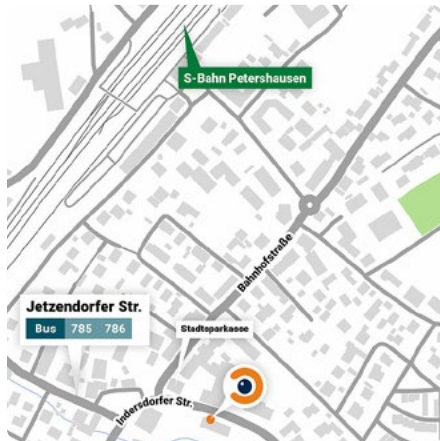 S-Bahn Petershausen
Bahnhofstraße
Jetzendorfer Str.
Bus 785 786
Stadtsparkasse
Indersdorfer Str.